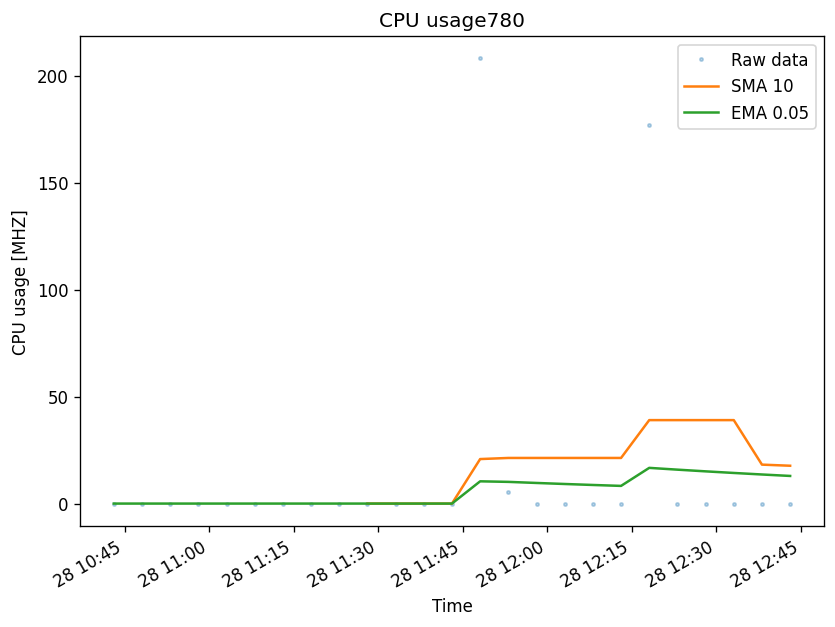 CPU usage780
Raw data
SMA 10
EMA 0.05
CPU usage [MHZ]
200
150
100
50
0
28 10:45
28 11:00
28 11:15
28 11:30
28 11:45
28 12:00
28 12:15
28 12:30
28 12:45
Time